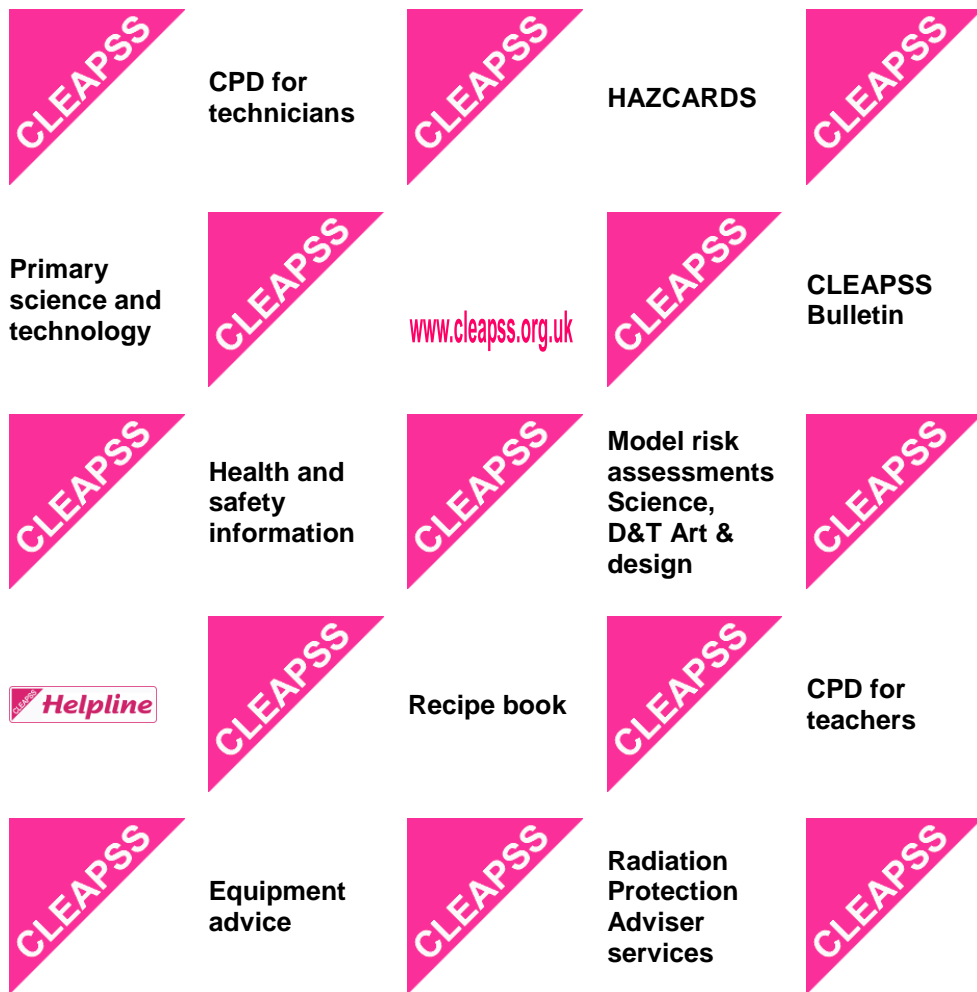 CLEAPSS
CPD for
technicians
CLEAPSS
HAZCARDS
CLEAPSS
Primary
science and
technology
CLEAPSS
www.cleapss.org.uk
CLEAPSS
CLEAPSS
Bulletin
CLEAPSS
Health and
safety
information
CLEAPSS
Model risk
assessments
Science,
D&T Art &
design
CLEAPSS
CLEAPSS Helpline
CLEAPSS
Recipe book
CLEAPSS
CPD for
teachers
CLEAPSS
Equipment
advice
CLEAPSS
Radiation
Protection
Adviser
services
CLEAPSS